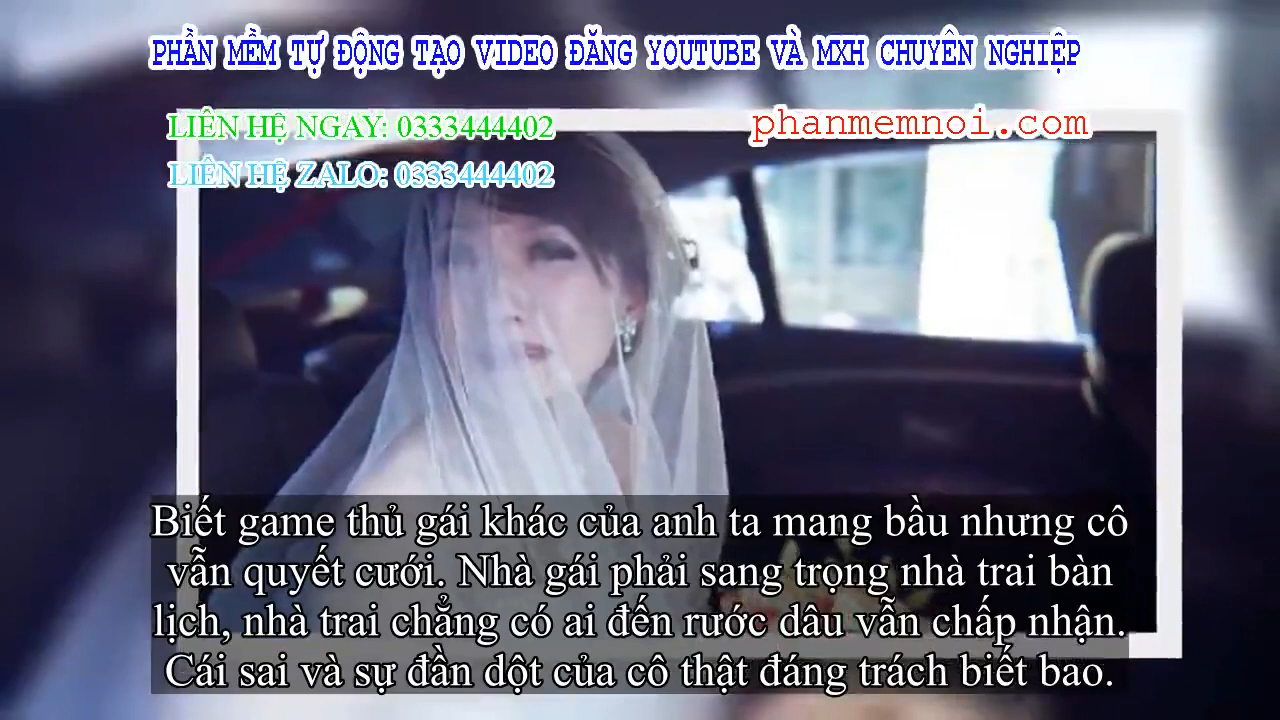 PHẦN MỀM TỰ ĐỘNG TẠO VIDEO ĐĂNG YOUTUBE VÀ MXH CHUYÊN NGHIỆP
LIÊN HỆ NGAY: 0333444402
phanmemnoi.com
LIÊN HỆ ZALO: 0333444402
Biết game thủ gái khác của anh ta mang bầu nhưng cô
vẫn quyết cưới. Nhà gái phải sang trọng nhà trai bàn
lịch, nhà trai chẳng có ai đến rước dâu vẫn chấp nhận.
Cái sai và sự đần dột của cô thật đáng trách biết bao.